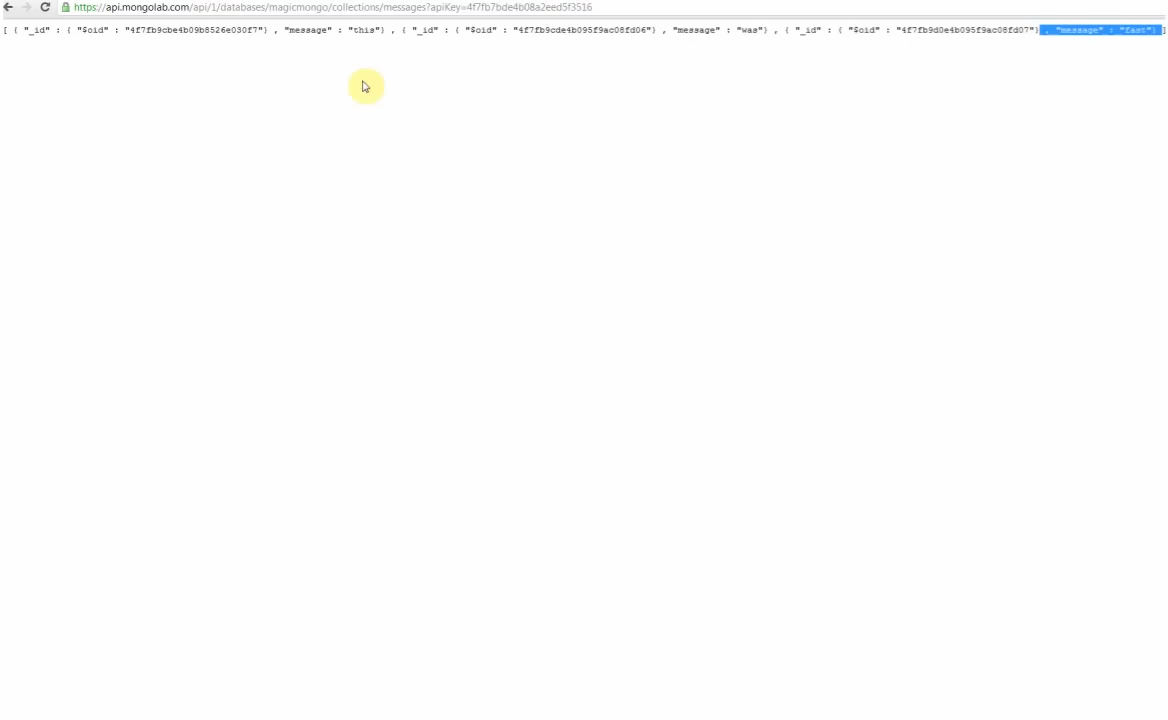 https://api.mongolab.com/api/1/databases/magicmongo/collections/messages?apiKey=4f7fb7bde4b08a2eed5f3516
[ { "_id" : { "$oid" : "4f7fb9cbe4b09b8526e030f7"} , "message" : "this"} , { "_id" : { "$oid" : "4f7fb9cde4b095f9ac08fd06"} , "message" : "was"} , { "_id" : { "$oid" : "4f7fb9d0e4b095f9ac08fd07"} , "message" : "fast"} ]